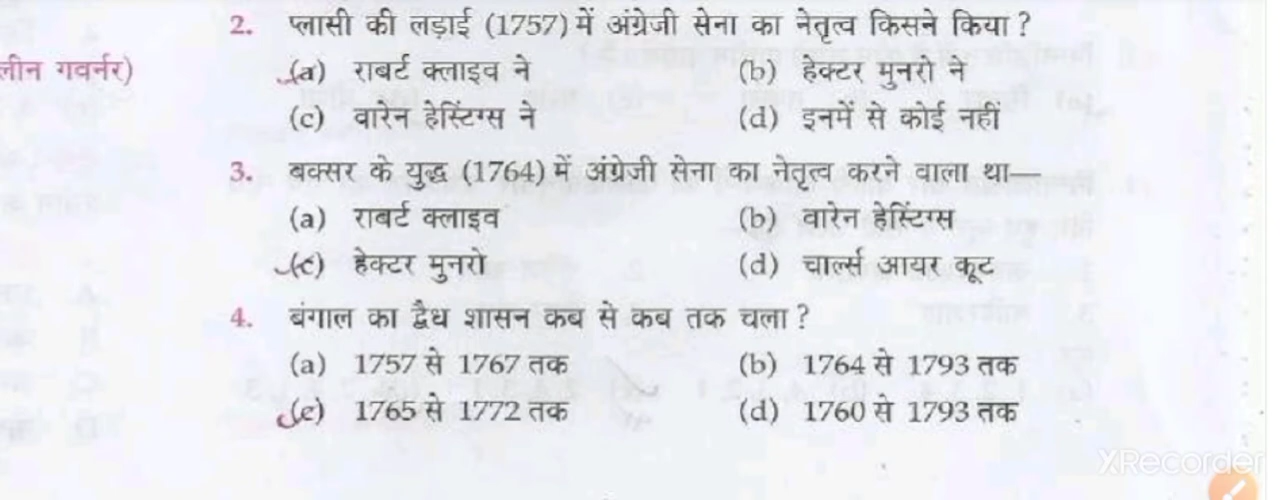 2. प्लासी की लड़ाई (1757) में अंग्रेजी सेना का नेतृत्व किसने किया ?
लीन गवर्नर)
(a) राबर्ट क्लाइव ने (b) हेक्टर मुनरो ने
(c) वारेन हेस्टिंग्स ने (d) इनमें से कोई नहीं
3. बक्सर के युद्ध (1764) में अंग्रेजी सेना का नेतृत्व करने वाला था—
(a) राबर्ट क्लाइव (b) वारेन हेस्टिंग्स
(c) हेक्टर मुनरो (d) चार्ल्स आयर कूट
4. बंगाल का द्वैध शासन कब से कब तक चला ?
(a) 1757 से 1767 तक (b) 1764 से 1793 तक
(c) 1765 से 1772 तक (d) 1760 से 1793 तक
XRecorder